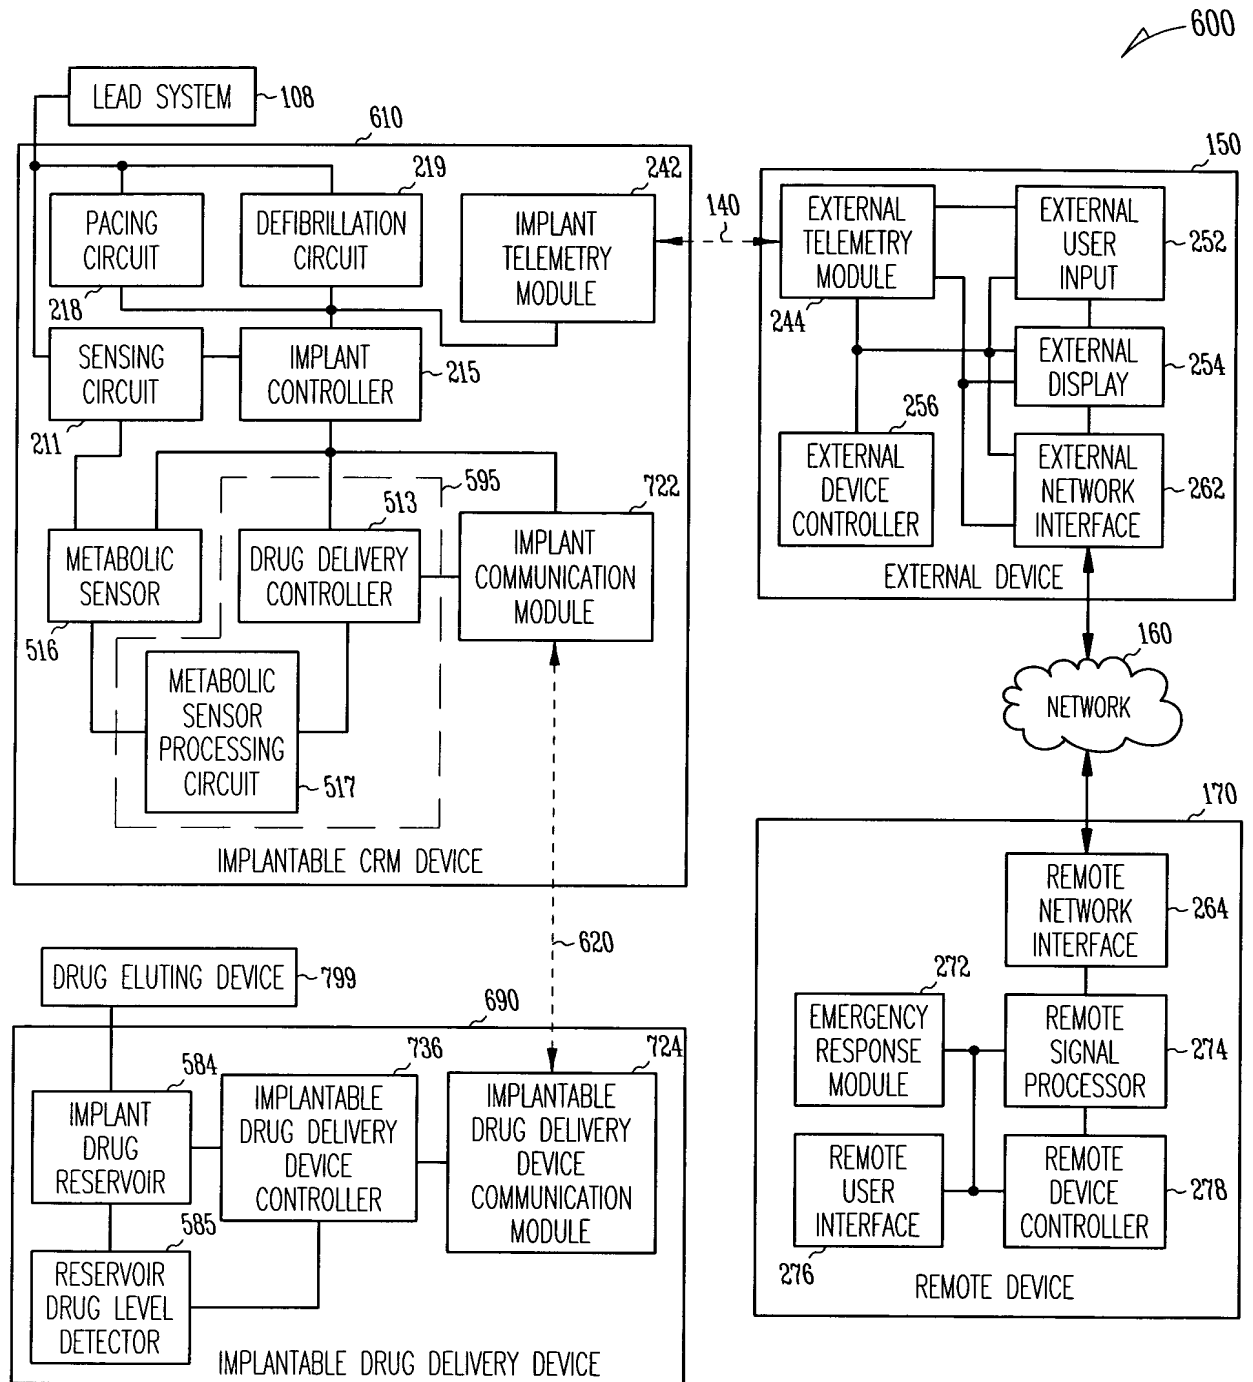 600
LEAD SYSTEM
108
610
PACING
CIRCUIT
218
219
DEFIBRILLATION
CIRCUIT
242
IMPLANT
TELEMETRY
MODULE
SENSING
CIRCUIT
211
IMPLANT
CONTROLLER
215
595
METABOLIC
SENSOR
516
513
DRUG DELIVERY
CONTROLLER
722
IMPLANT
COMMUNICATION
MODULE
METABOLIC
SENSOR
PROCESSING
CIRCUIT
517
IMPLANTABLE CRM DEVICE
140
150
EXTERNAL
TELEMETRY
MODULE
244
EXTERNAL
USER
INPUT
252
EXTERNAL
DISPLAY
254
256
EXTERNAL
DEVICE
CONTROLLER
EXTERNAL
NETWORK
INTERFACE
262
EXTERNAL DEVICE
160
NETWORK
170
REMOTE
NETWORK
INTERFACE
264
272
EMERGENCY
RESPONSE
MODULE
REMOTE
SIGNAL
PROCESSOR
274
REMOTE
USER
INTERFACE
276
REMOTE
DEVICE
CONTROLLER
278
REMOTE DEVICE
620
DRUG ELUTING DEVICE
799
690
584
IMPLANT
DRUG
RESERVOIR
736
IMPLANTABLE
DRUG DELIVERY
DEVICE
CONTROLLER
724
IMPLANTABLE
DRUG DELIVERY
DEVICE
COMMUNICATION
MODULE
585
RESERVOIR
DRUG LEVEL
DETECTOR
IMPLANTABLE DRUG DELIVERY DEVICE